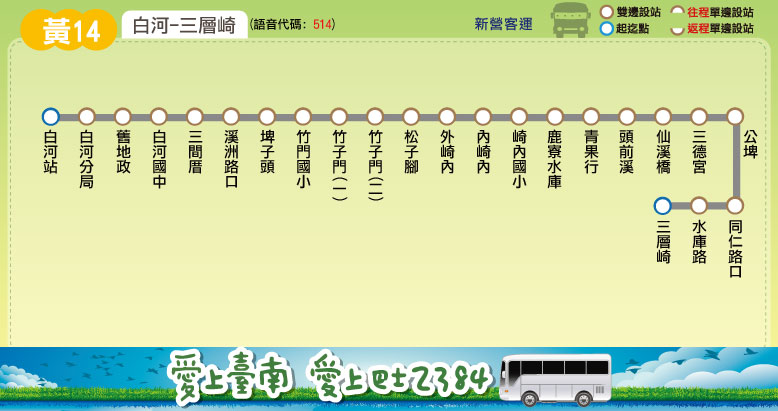 黃14
白河-三層崎
(語音代碼: 514)
新營客運
雙邊設站
往程單邊設站
起迄點
返程單邊設站
白河站
白河分局
舊地政
白河國中
三間厝
溪洲路口
埤子頭
竹門國小
竹子門(一)
竹子門(二)
松子腳
外崎內
內崎內
崎內國小
鹿寮水庫
青果行
頭前溪
仙溪橋
三德宮
公埤
同仁路口
水庫路
三層崎
愛上臺南 愛上巴士2384